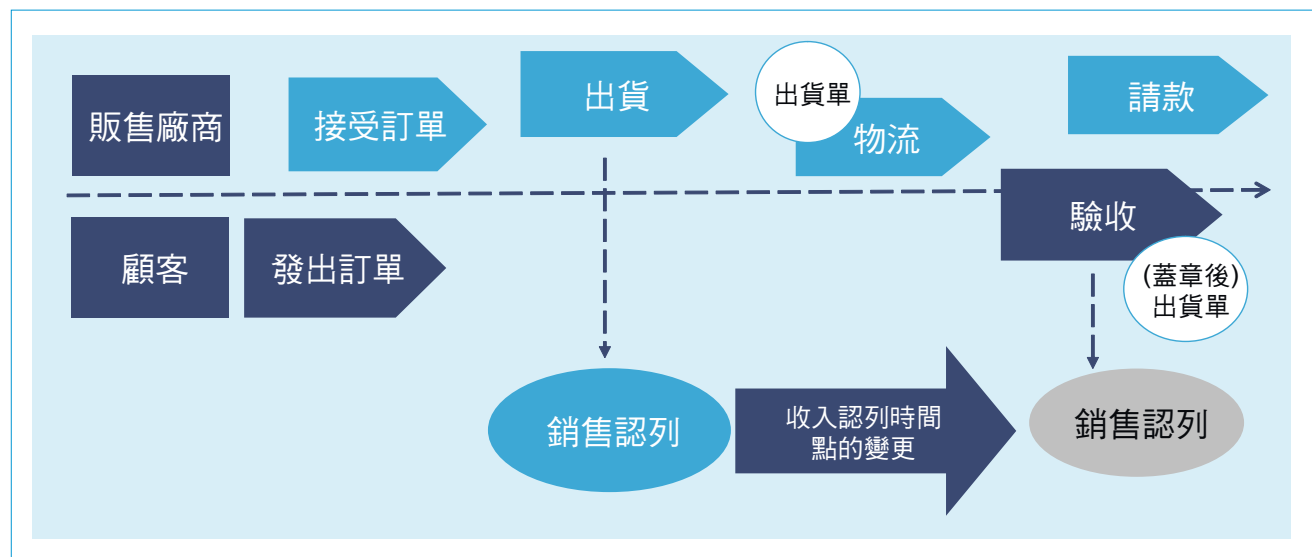 販售廠商
接受訂單
出貨
出貨單
物流
請款
顧客
發出訂單
驗收
(蓋章後)
出貨單
銷售認列
收入認列時間
點的變更
銷售認列